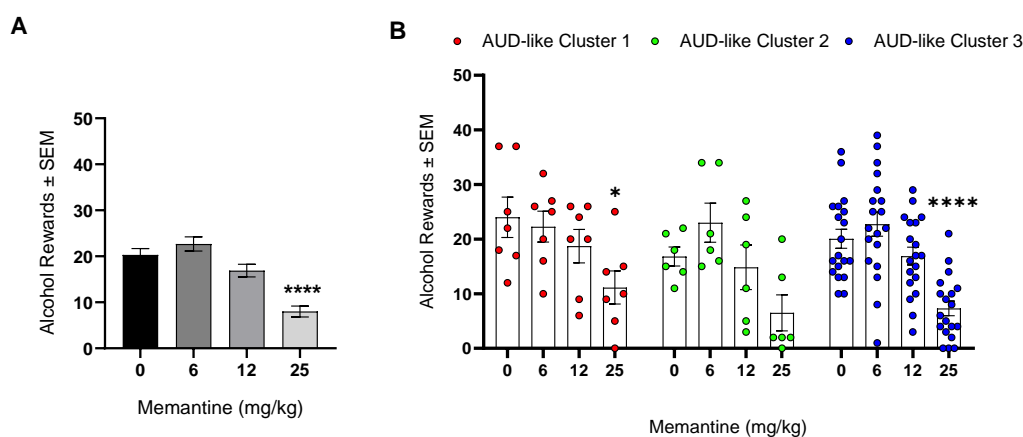 A
Alcohol Rewards ± SEM
50
40
30
20
10
0
****
0 6 12 25
Memantine (mg/kg)
B
AUD-like Cluster 1 AUD-like Cluster 2 AUD-like Cluster 3
Alcohol Rewards ± SEM
50
40
30
20
10
0
* ****
0 6 12 25 0 6 12 25 0 6 12 25
Memantine (mg/kg)